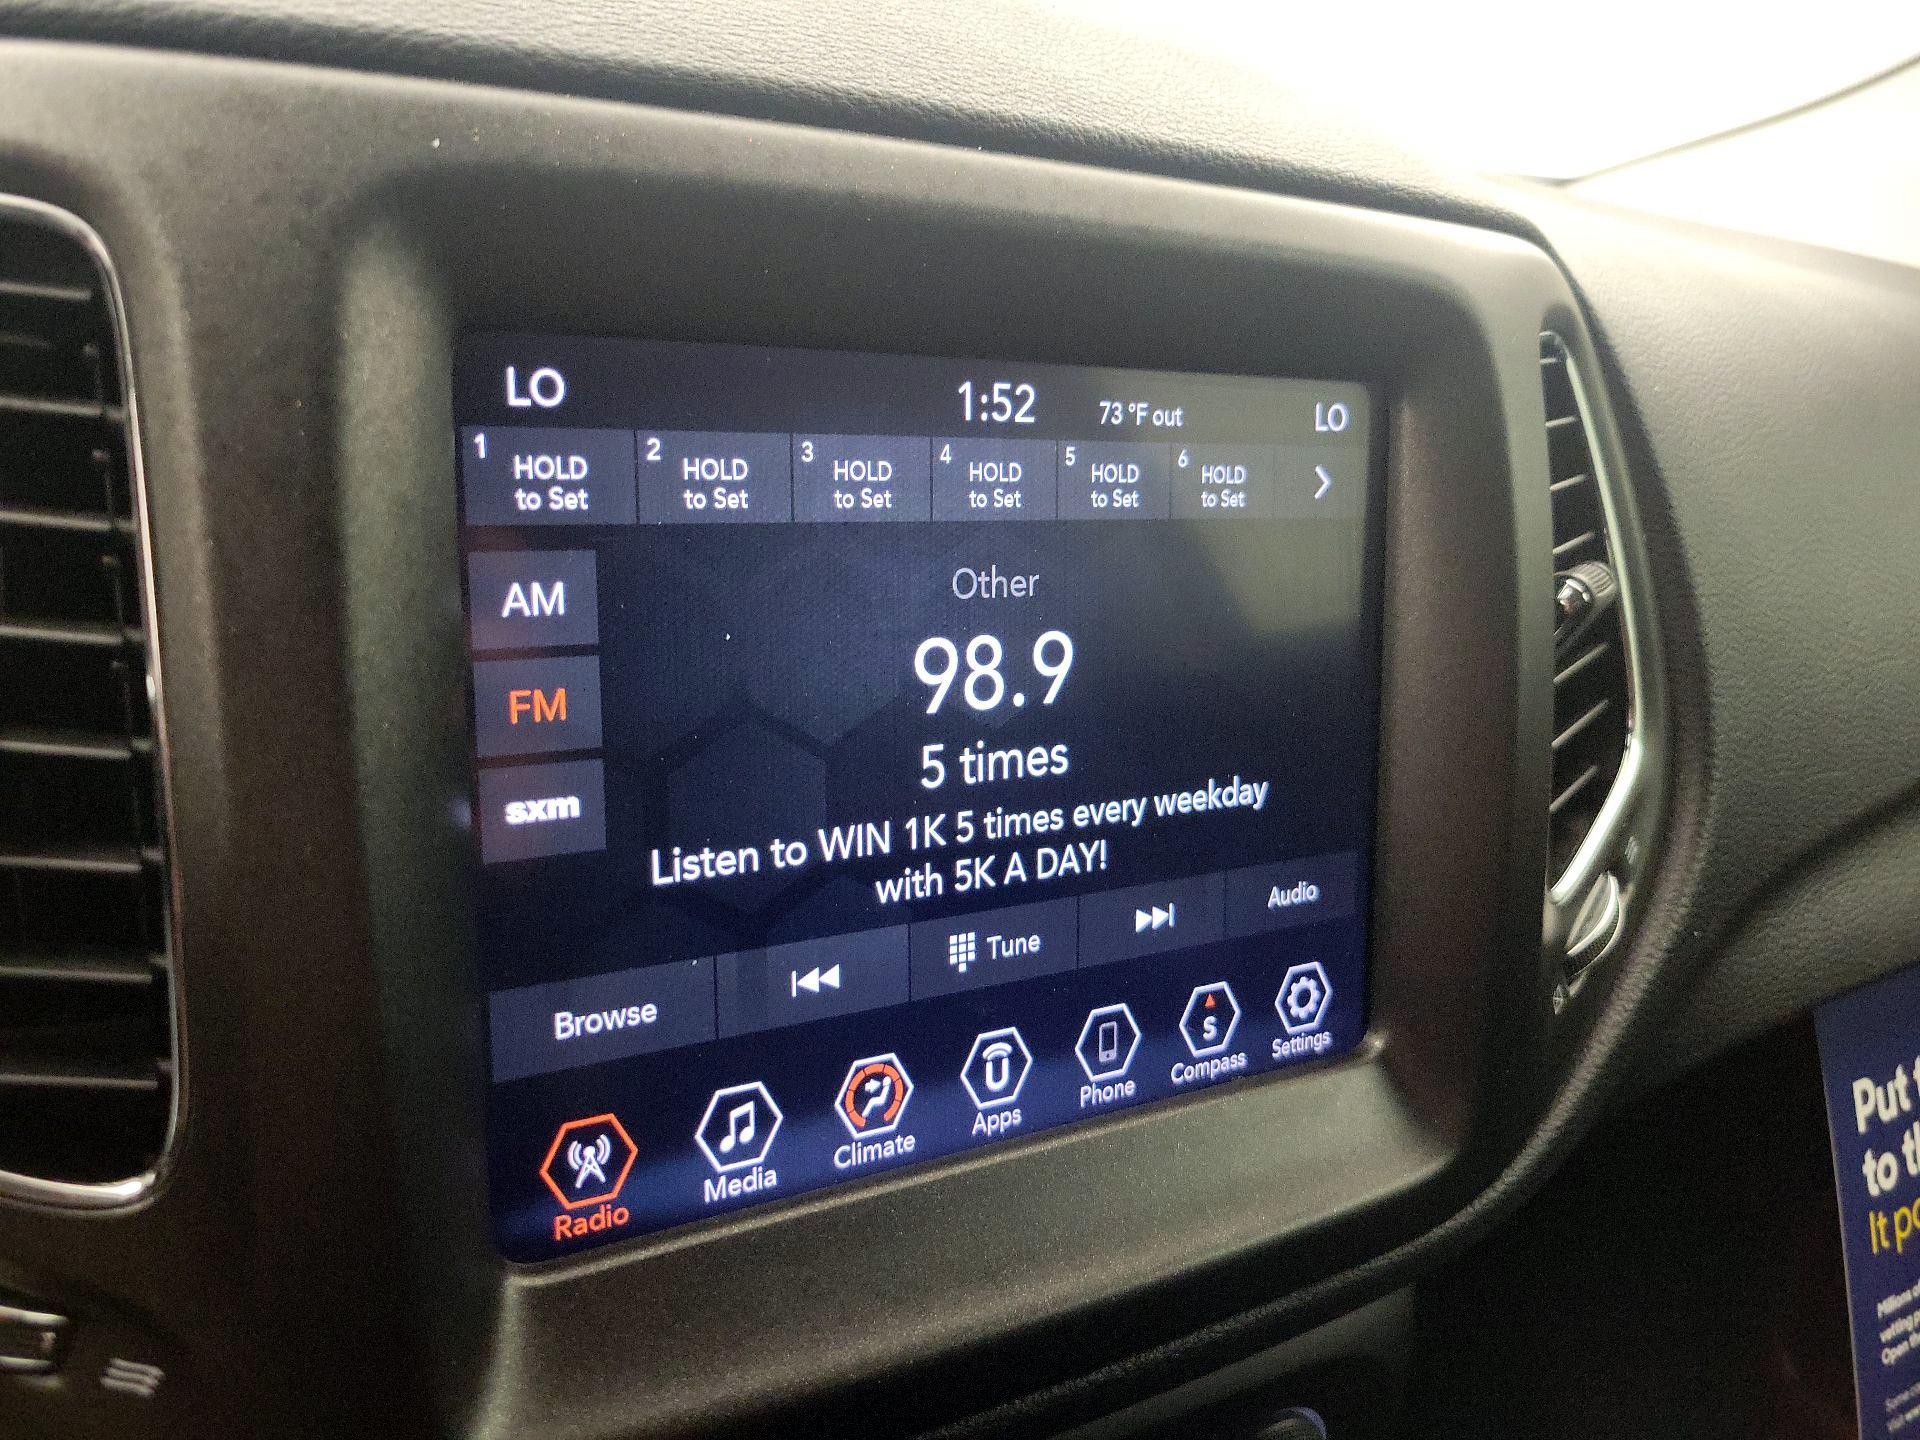 LO 1:52 73 °F out LO
1 HOLD to Set
2 HOLD to Set
3 HOLD to Set
4 HOLD to Set
5 HOLD to Set
6 HOLD to Set
AM
FM
sxm
Other
98.9
5 times
Listen to WIN 1K 5 times every weekday
with 5K A DAY!
Browse
Tune
Audio
Radio
Media
Climate
U
Apps
Phone
S
Compass
Settings
Put
to
It
Millions
Open